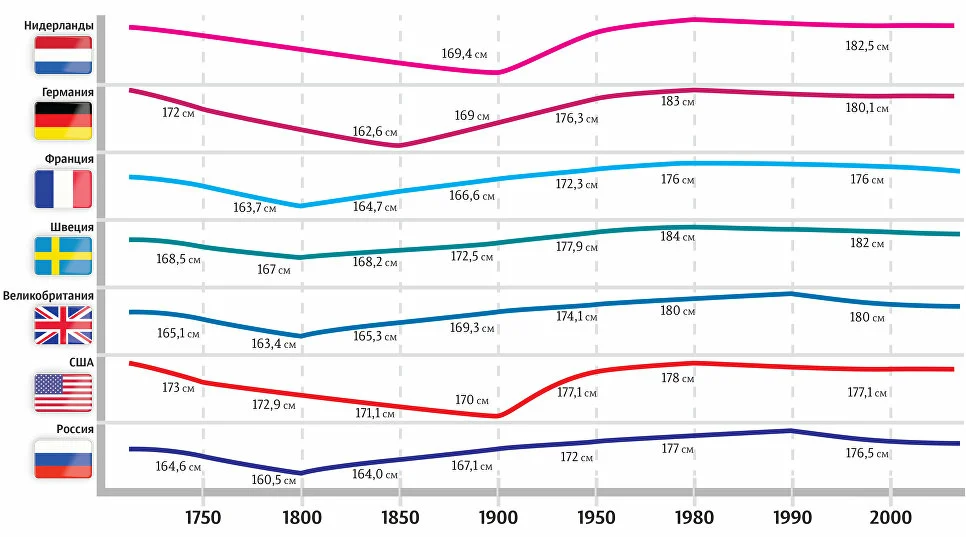 Нидерланды
169,4 см
182,5 см
Германия
172 см
162,6 см
169 см
176,3 см
183 см
180,1 см
Франция
163,7 см
164,7 см
166,6 см
172,3 см
176 см
176 см
Швеция
168,5 см
167 см
168,2 см
172,5 см
177,9 см
184 см
182 см
Великобритания
165,1 см
163,4 см
165,3 см
169,3 см
174,1 см
180 см
180 см
США
173 см
172,9 см
171,1 см
170 см
177,1 см
178 см
177,1 см
Россия
164,6 см
160,5 см
164,0 см
167,1 см
172 см
177 см
176,5 см
1750 1800 1850 1900 1950 1980 1990 2000